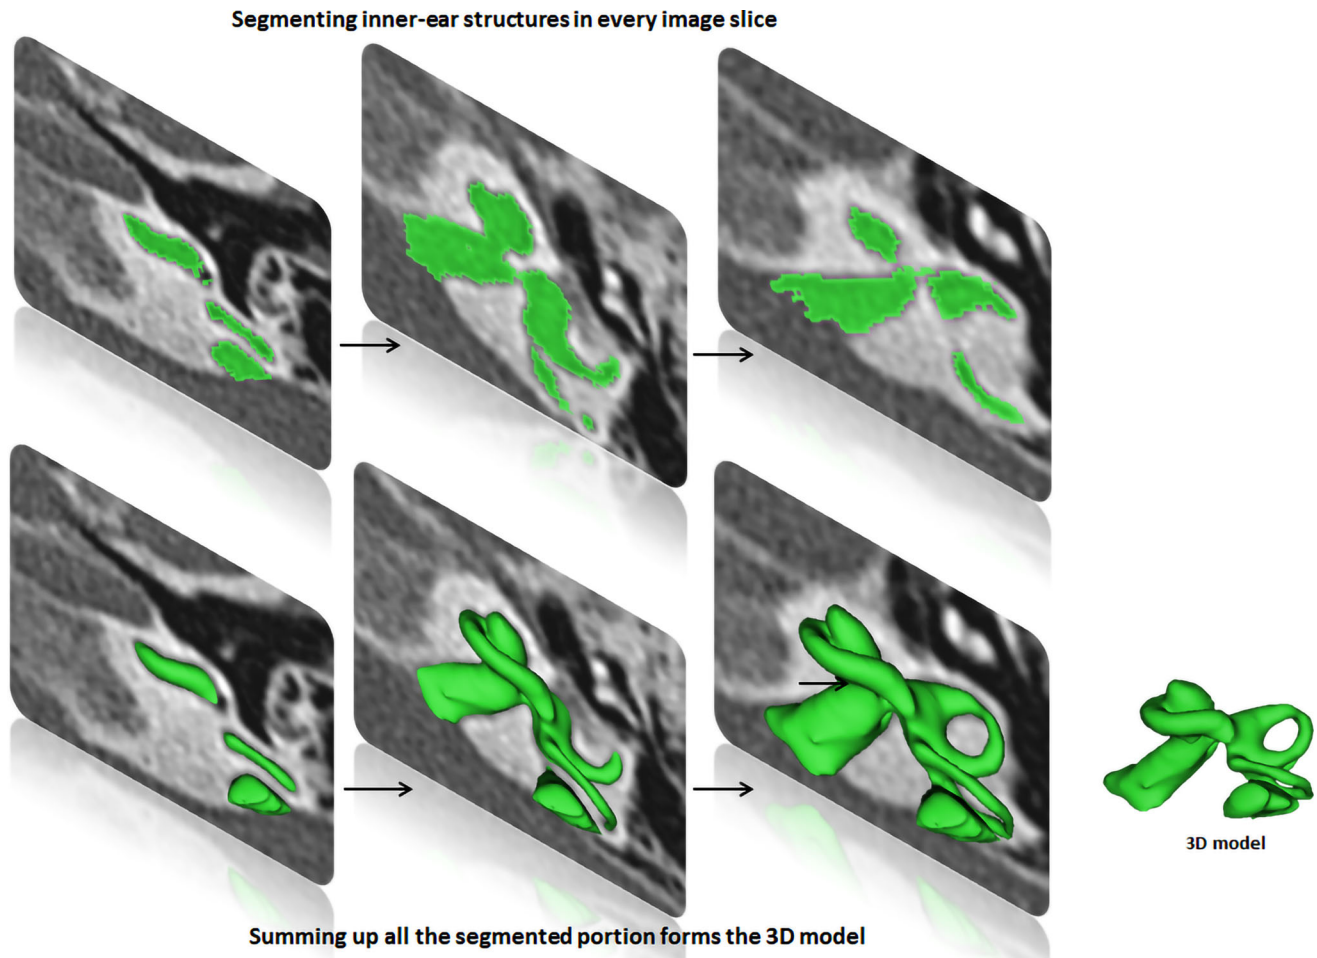 Segmenting inner-ear structures in every image slice
3D model
Summing up all the segmented portion forms the 3D model